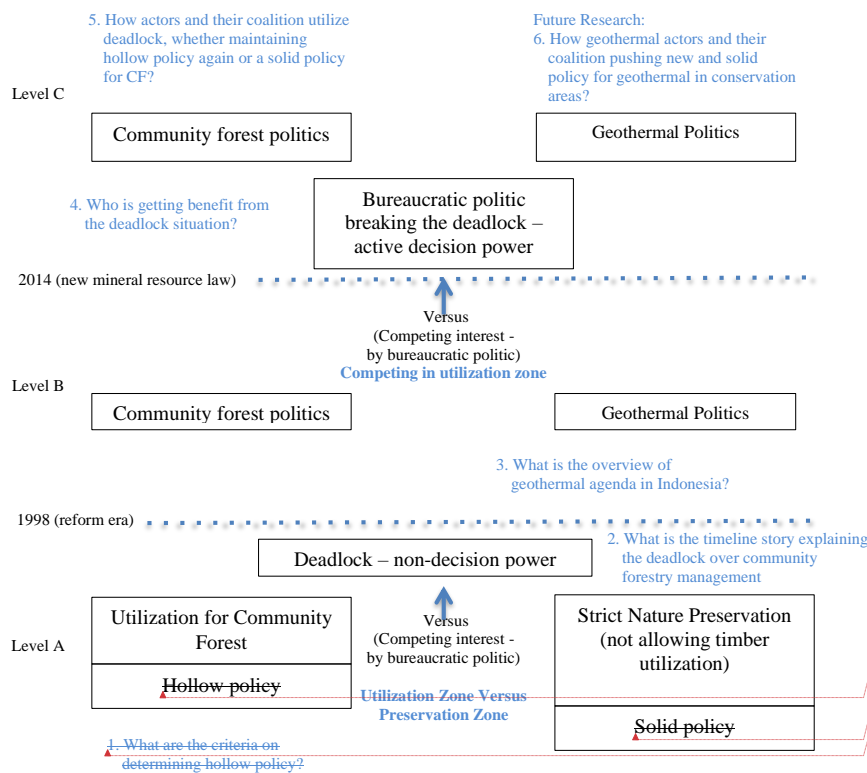 5. How actors and their coalition utilize
deadlock, whether maintaining
hollow policy again or a solid policy
for CF?
Future Research:
6. How geothermal actors and their
coalition pushing new and solid
policy for geothermal in conservation
areas?
Level C
Community forest politics
Geothermal Politics
4. Who is getting benefit from
the deadlock situation?
Bureaucratic politic
breaking the deadlock –
active decision power
2014 (new mineral resource law)
Versus
(Competing interest -
by bureaucratic politic)
Competing in utilization zone
Level B
Community forest politics
Geothermal Politics
3. What is the overview of
geothermal agenda in Indonesia?
1998 (reform era)
2. What is the timeline story explaining
the deadlock over community
forestry management
Deadlock – non-decision power
Level A
Utilization for Community
Forest
Hollow policy
Versus
(Competing interest -
by bureaucratic politic)
Utilization Zone Versus
Preservation Zone
Strict Nature Preservation
(not allowing timber
utilization)
Solid policy
1. What are the criteria on
determining hollow policy?